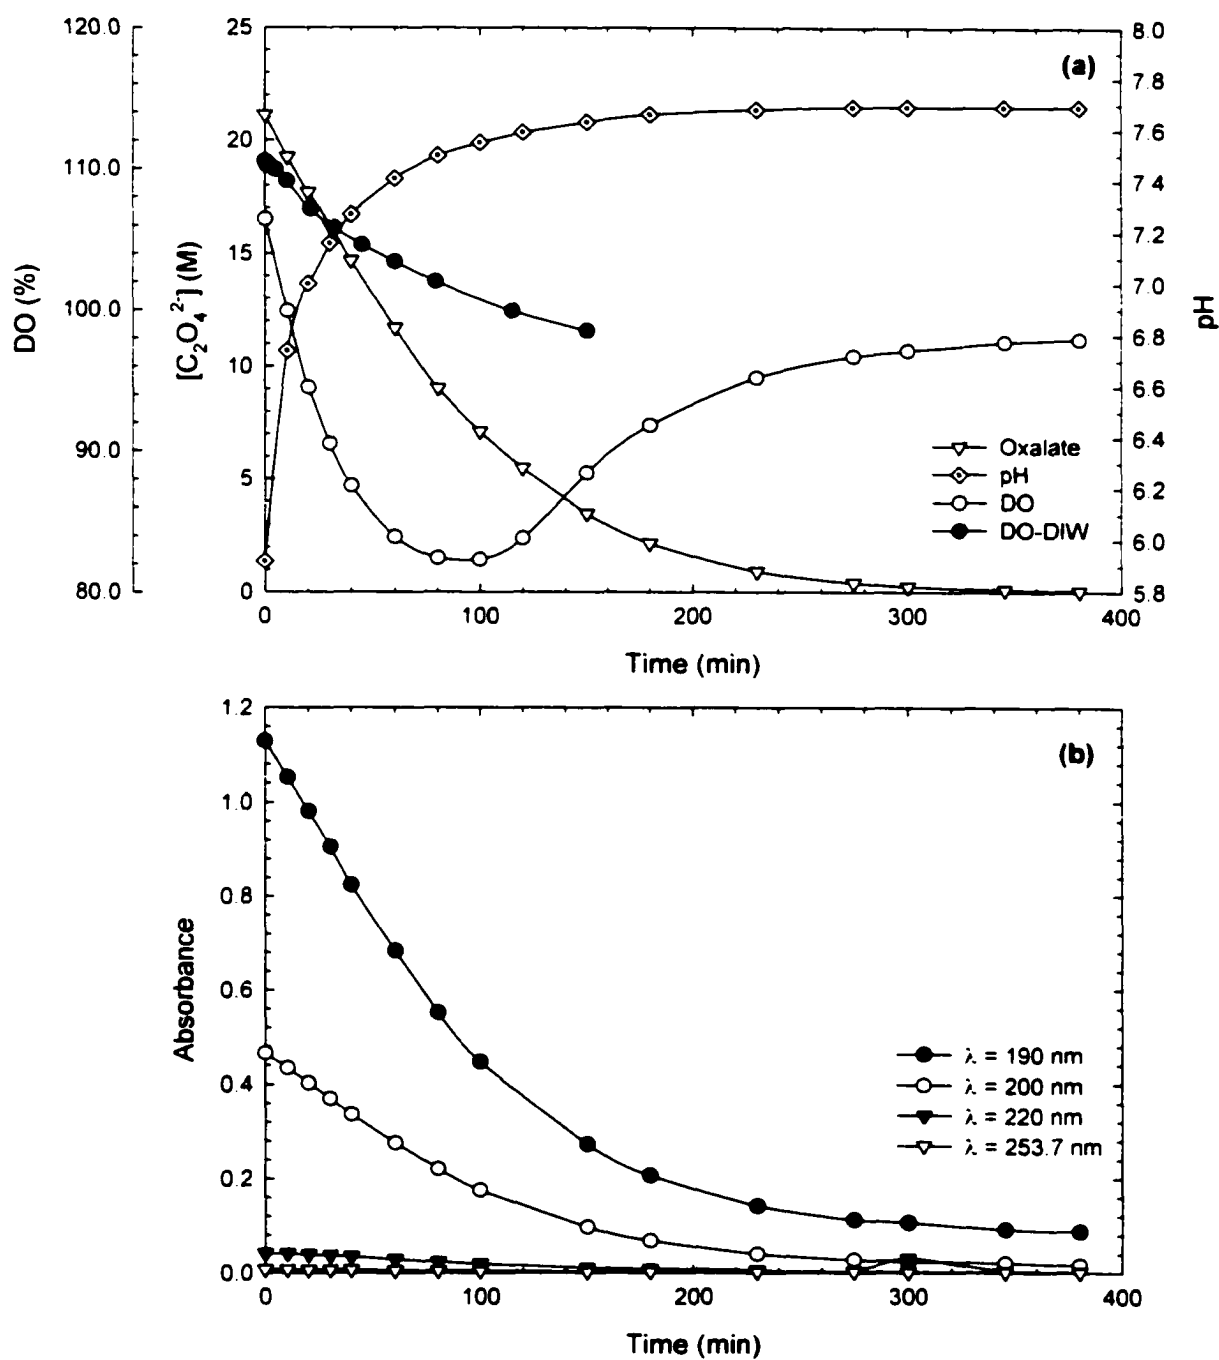 (a)
120.0
110.0
100.0
90.0
80.0
DO (%)
25
20
15
10
5
0
[C₂O₄²⁻] (M)
8.0
7.8
7.6
7.4
7.2
7.0
6.8
6.6
6.4
6.2
6.0
5.8
pH
Oxalate
pH
DO
DO-DIW
0 100 200 300 400
Time (min)
(b)
1.2
1.0
0.8
0.6
0.4
0.2
0.0
Absorbance
λ = 190 nm
λ = 200 nm
λ = 220 nm
λ = 253.7 nm
0 100 200 300 400
Time (min)